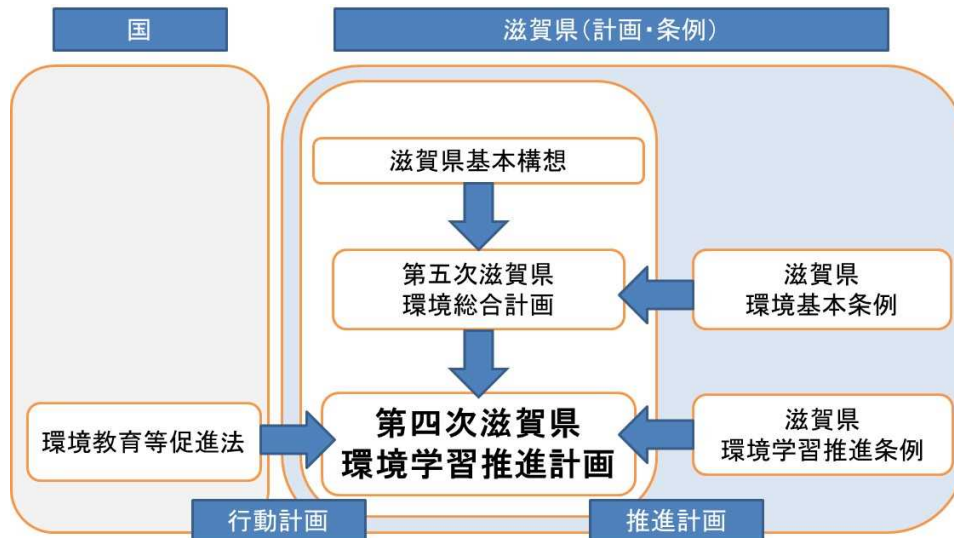 国
滋賀県(計画・条例)
滋賀県基本構想
第五次滋賀県
環境総合計画
滋賀県
環境基本条例
環境教育等促進法
第四次滋賀県
環境学習推進計画
滋賀県
環境学習推進条例
行動計画
推進計画